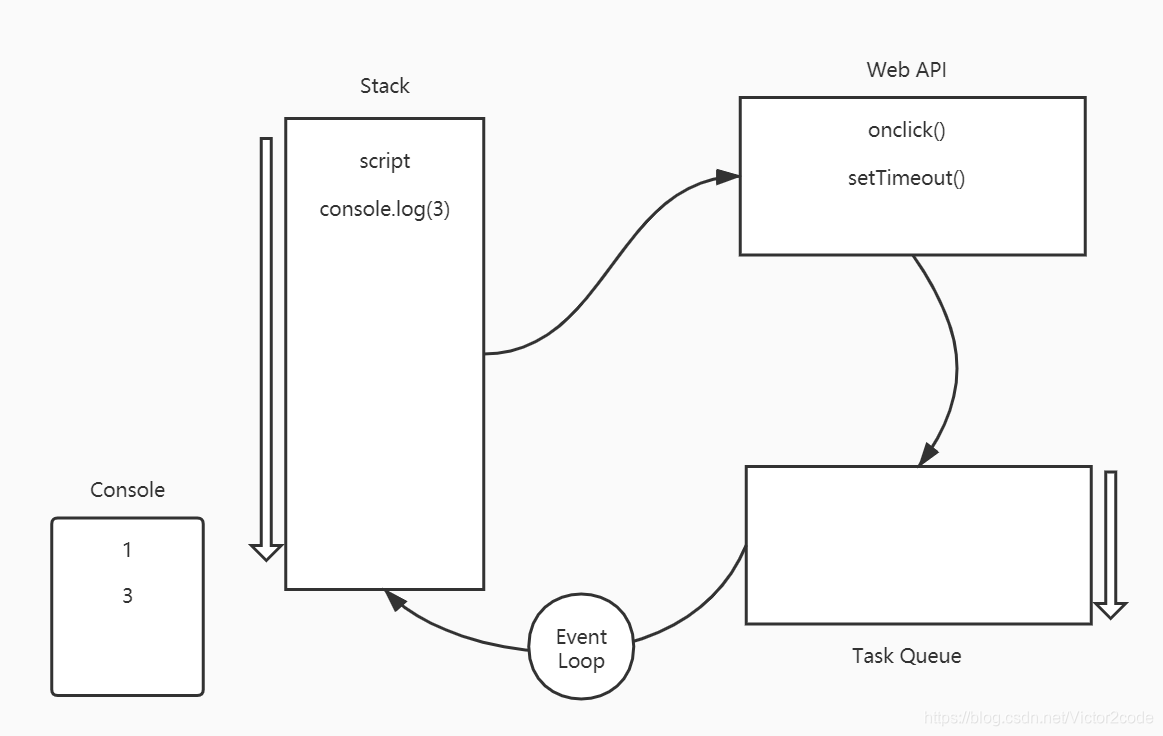 Stack
script
console.log(3)
Web API
onclick()
setTimeout()
Console
1
3
Event
Loop
Task Queue
https://blog.csdn.net/Victor2code